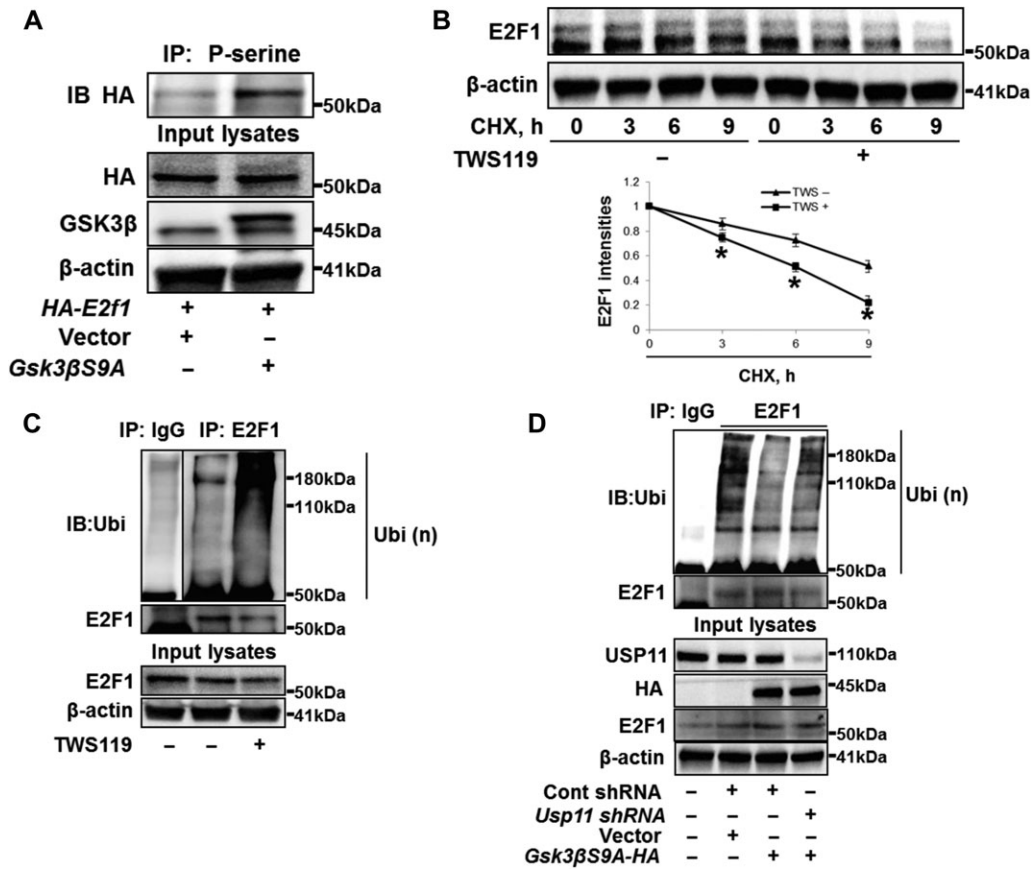 A
IP: P-serine
IB HA
50kDa
Input lysates
HA
50kDa
GSK3β
45kDa
β-actin
41kDa
HA-E2f1 + +
Vector + –
Gsk3βS9A – +
B
E2F1
50kDa
β-actin
41kDa
CHX, h 0 3 6 9 0 3 6 9
TWS119 – +
1.2
1
0.8
0.6
0.4
0.2
0
TWS –
TWS +
* * *
E2F1 intensities
0 3 6 9
CHX, h
C
IP: IgG IP: E2F1
180kDa
110kDa
IB:Ubi
Ubi (n)
50kDa
E2F1
50kDa
Input lysates
E2F1
50kDa
β-actin
41kDa
TWS119 – – +
D
IP: IgG E2F1
180kDa
110kDa
IB:Ubi
Ubi (n)
50kDa
E2F1
50kDa
Input lysates
USP11
110kDa
HA
45kDa
E2F1
50kDa
β-actin
41kDa
Cont shRNA – + + –
Usp11 shRNA – – – +
Vector – + – –
Gsk3βS9A-HA – – + +